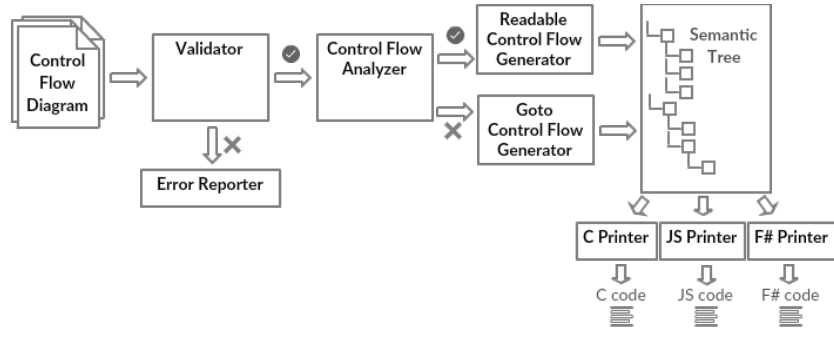 Control
Flow
Diagram
Validator
Control Flow
Analyzer
Readable
Control Flow
Generator
Goto
Control Flow
Generator
Semantic
Tree
Error Reporter
C Printer
JS Printer
F# Printer
C code
JS code
F# code